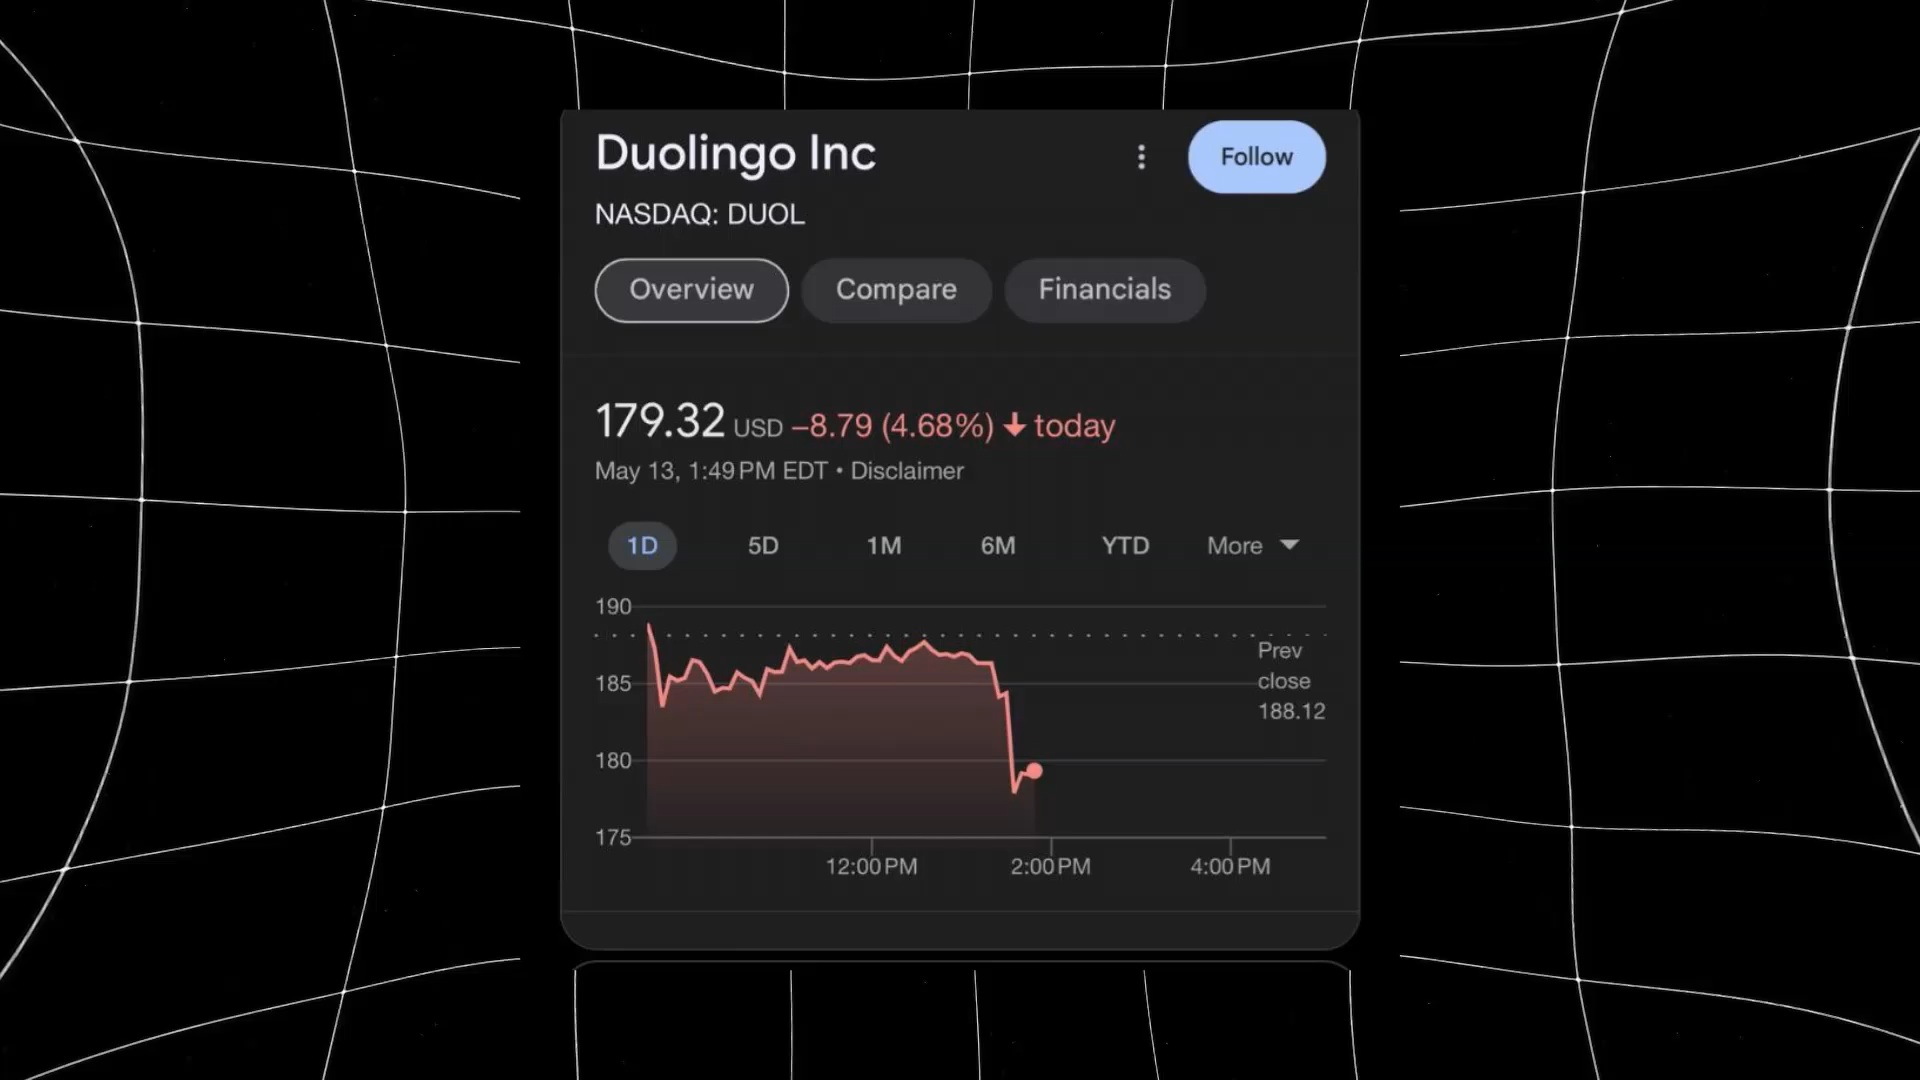 Duolingo Inc
Follow
NASDAQ: DUOL
Overview Compare Financials
179.32 USD −8.79 (4.68%) ↓ today
May 13, 1:49 PM EDT • Disclaimer
1D 5D 1M 6M YTD More
190
185
180
175
Prev
close
188.12
12:00 PM 2:00 PM 4:00 PM